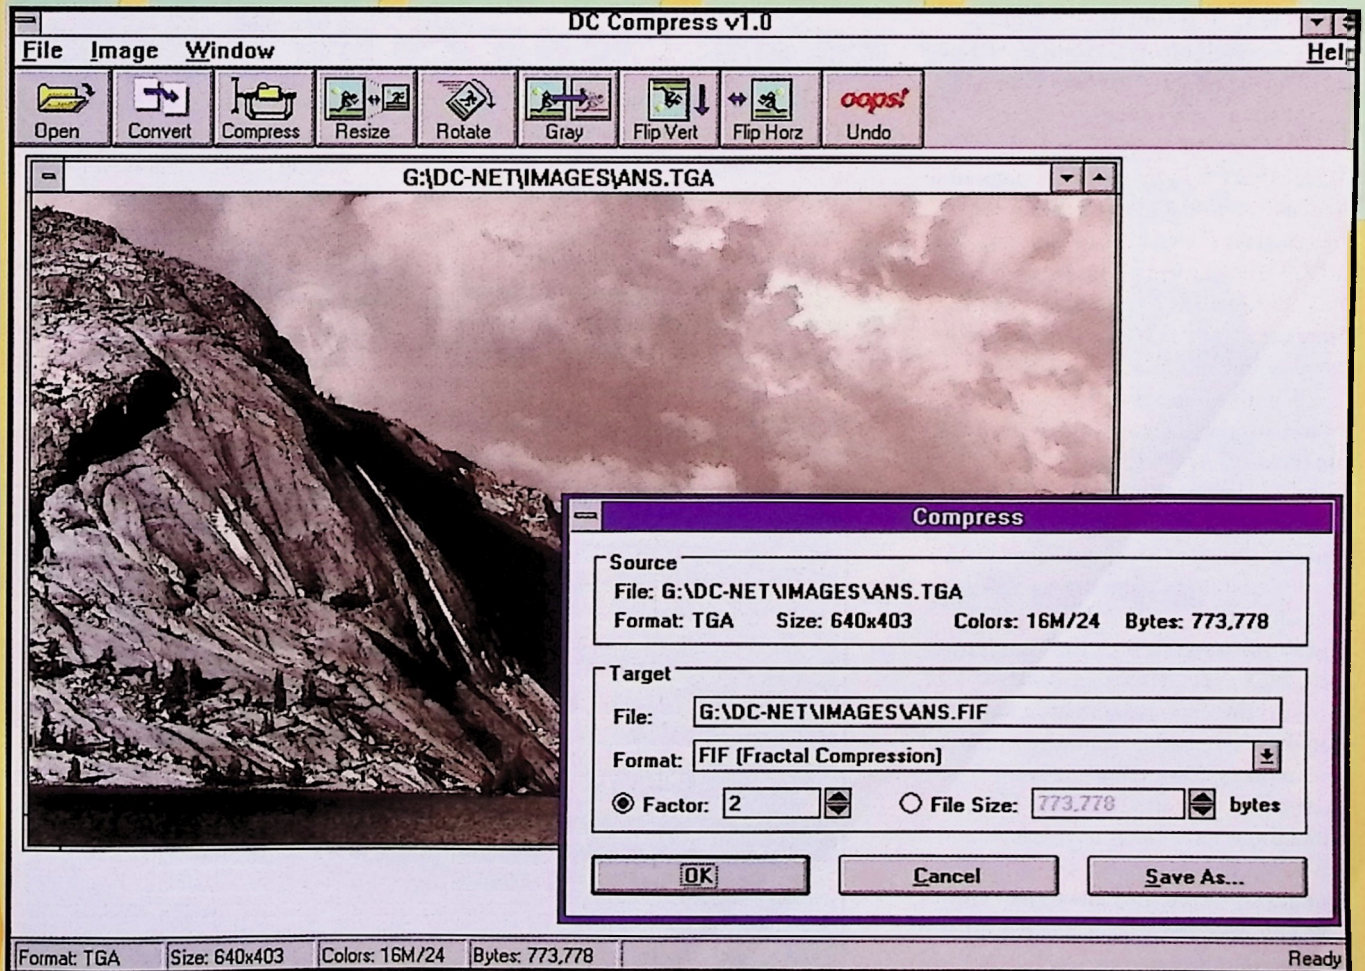 DC Compress v1.0
File Image Window Help
Open Convert Compress Resize Rotate Gray Flip Vert Flip Horz oops! Undo
G:\DC-NET\IMAGES\ANS.TGA
Compress
Source
File: G:\DC-NET\IMAGES\ANS.TGA
Format: TGA Size: 640x403 Colors: 16M/24 Bytes: 773,778
Target
File: G:\DC-NET\IMAGES\ANS.FIF
Format: FIF (Fractal Compression)
Factor: 2 File Size: 773,778 bytes
OK Cancel Save As...
Format: TGA Size: 640x403 Colors: 16M/24 Bytes: 773,778 Ready